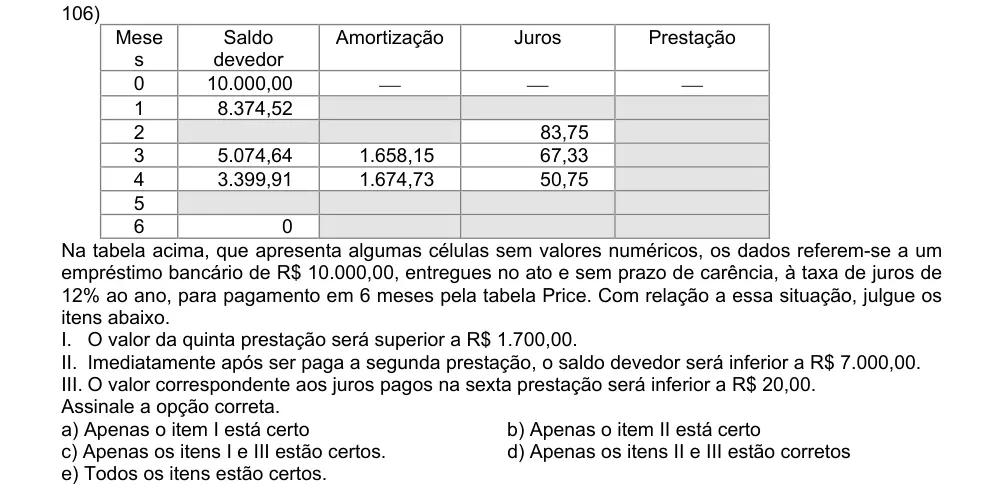 106)
Mese
s
Saldo
devedor
Amortização
Juros
Prestação
0 10.000,00 — — —
1 8.374,52
2 83,75
3 5.074,64 1.658,15 67,33
4 3.399,91 1.674,73 50,75
5
6 0
Na tabela acima, que apresenta algumas células sem valores numéricos, os dados referem-se a um
empréstimo bancário de R$ 10.000,00, entregues no ato e sem prazo de carência, à taxa de juros de
12% ao ano, para pagamento em 6 meses pela tabela Price. Com relação a essa situação, julgue os
itens abaixo.
I. O valor da quinta prestação será superior a R$ 1.700,00.
II. Imediatamente após ser paga a segunda prestação, o saldo devedor será inferior a R$ 7.000,00.
III. O valor correspondente aos juros pagos na sexta prestação será inferior a R$ 20,00.
Assinale a opção correta.
a) Apenas o item I está certo b) Apenas o item II está certo
c) Apenas os itens I e III estão certos. d) Apenas os itens II e III estão corretos
e) Todos os itens estão certos.